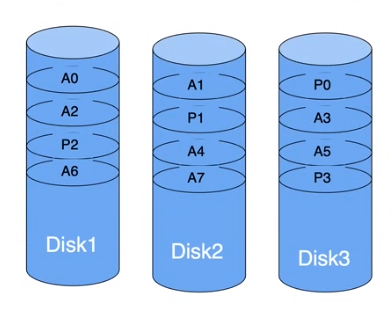 A0 A1 P0
A2 P1 A3
P2 A4 A5
A6 A7 P3
Disk1 Disk2 Disk3